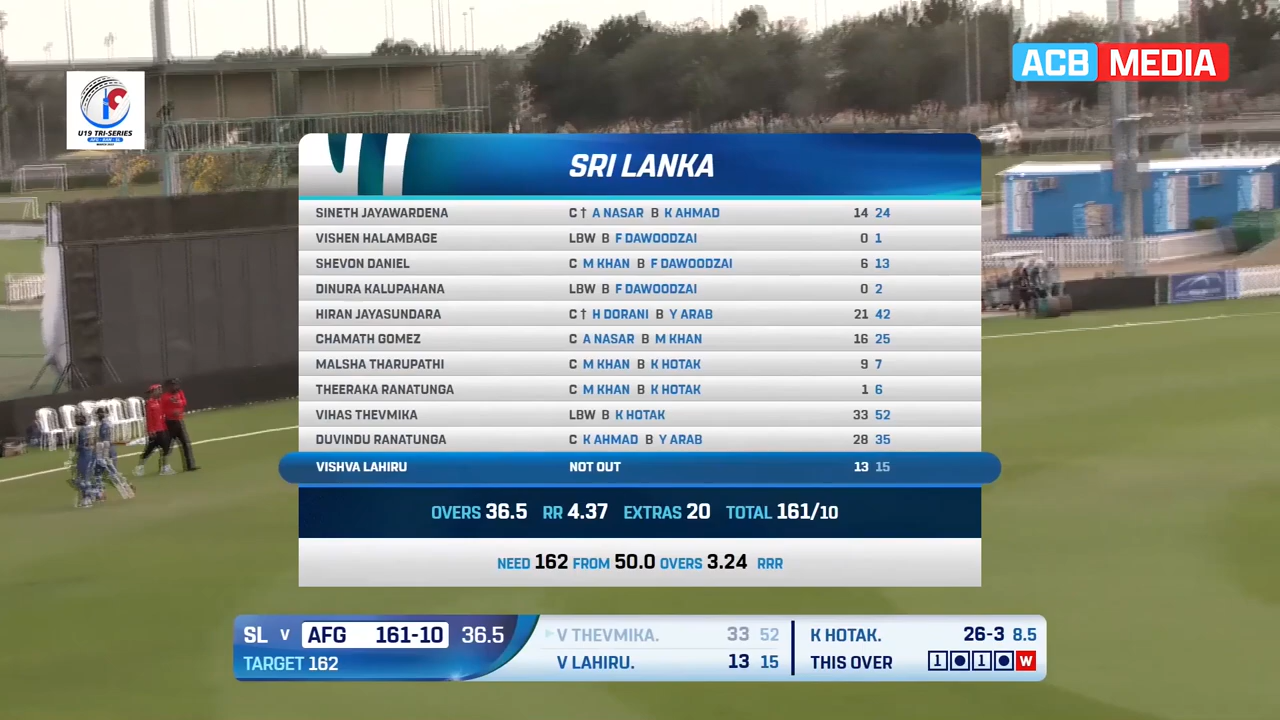 ACB MEDIA
U19 TRI-SERIES
SRI LANKA
SINETH JAYAWARDENA C † A NASAR B K AHMAD 14 24
VISHEN HALAMBAGE LBW B F DAWOODZAI 0 1
SHEVON DANIEL C M KHAN B F DAWOODZAI 6 13
DINURA KALUPAHANA LBW B F DAWOODZAI 0 2
HIRAN JAYASUNDARA C † H DORANI B Y ARAB 21 42
CHAMATH GOMEZ C A NASAR B M KHAN 16 25
MALSHA THARUPATHI C M KHAN B K HOTAK 9 7
THEERAKA RANATUNGA C M KHAN B K HOTAK 1 6
VIHAS THEVMIKA LBW B K HOTAK 33 52
DUVINDU RANATUNGA C K AHMAD B Y ARAB 28 35
VISHVA LAHIRU NOT OUT 13 15
OVERS 36.5 RR 4.37 EXTRAS 20 TOTAL 161/10
NEED 162 FROM 50.0 OVERS 3.24 RRR
SL V AFG 161-10 36.5 V THEVMIKA. 33 52 K HOTAK. 26-3 8.5
TARGET 162 V LAHIRU. 13 15 THIS OVER 1 ● 1 ● W